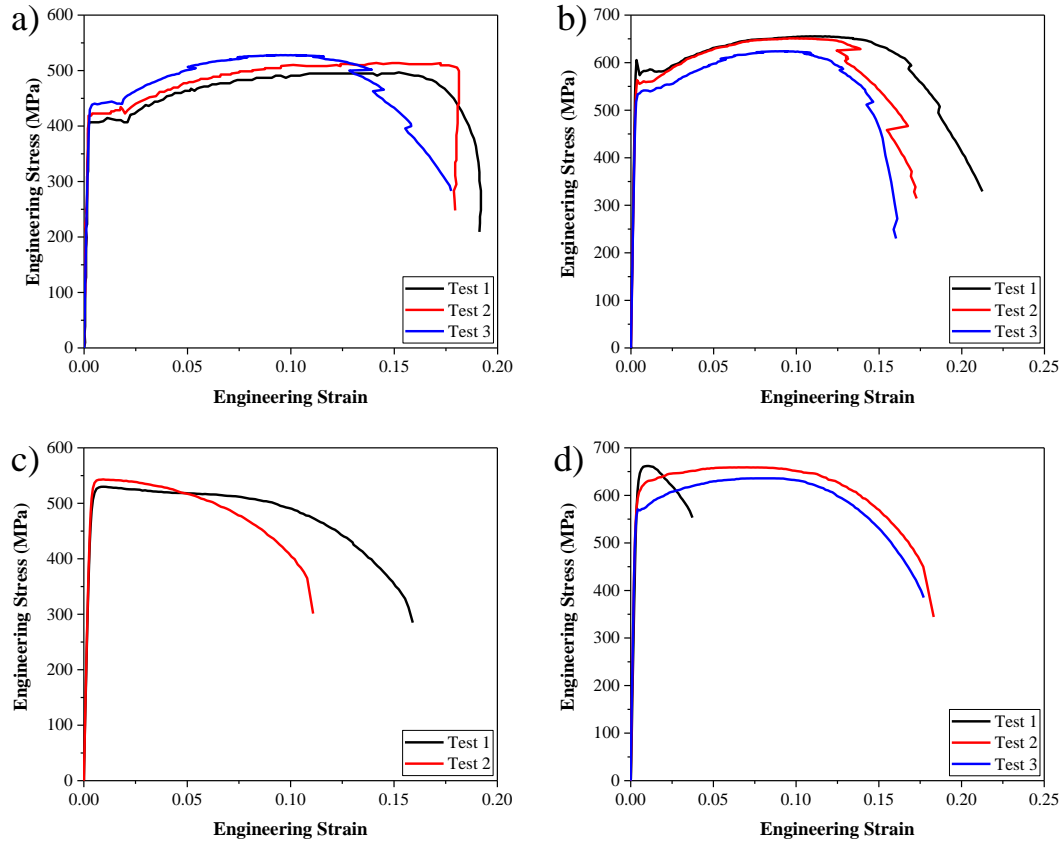 a)
Engineering Stress (MPa)
600
500
400
300
200
100
0
0.00 0.05 0.10 0.15 0.20
Engineering Strain
Test 1
Test 2
Test 3
b)
Engineering Stress (MPa)
700
600
500
400
300
200
100
0
0.00 0.05 0.10 0.15 0.20 0.25
Engineering Strain
Test 1
Test 2
Test 3
c)
Engineering Stress (MPa)
600
500
400
300
200
100
0
0.00 0.05 0.10 0.15 0.20
Engineering Strain
Test 1
Test 2
d)
Engineering Stress (MPa)
700
600
500
400
300
200
100
0
0.00 0.05 0.10 0.15 0.20 0.25
Engineering Strain
Test 1
Test 2
Test 3